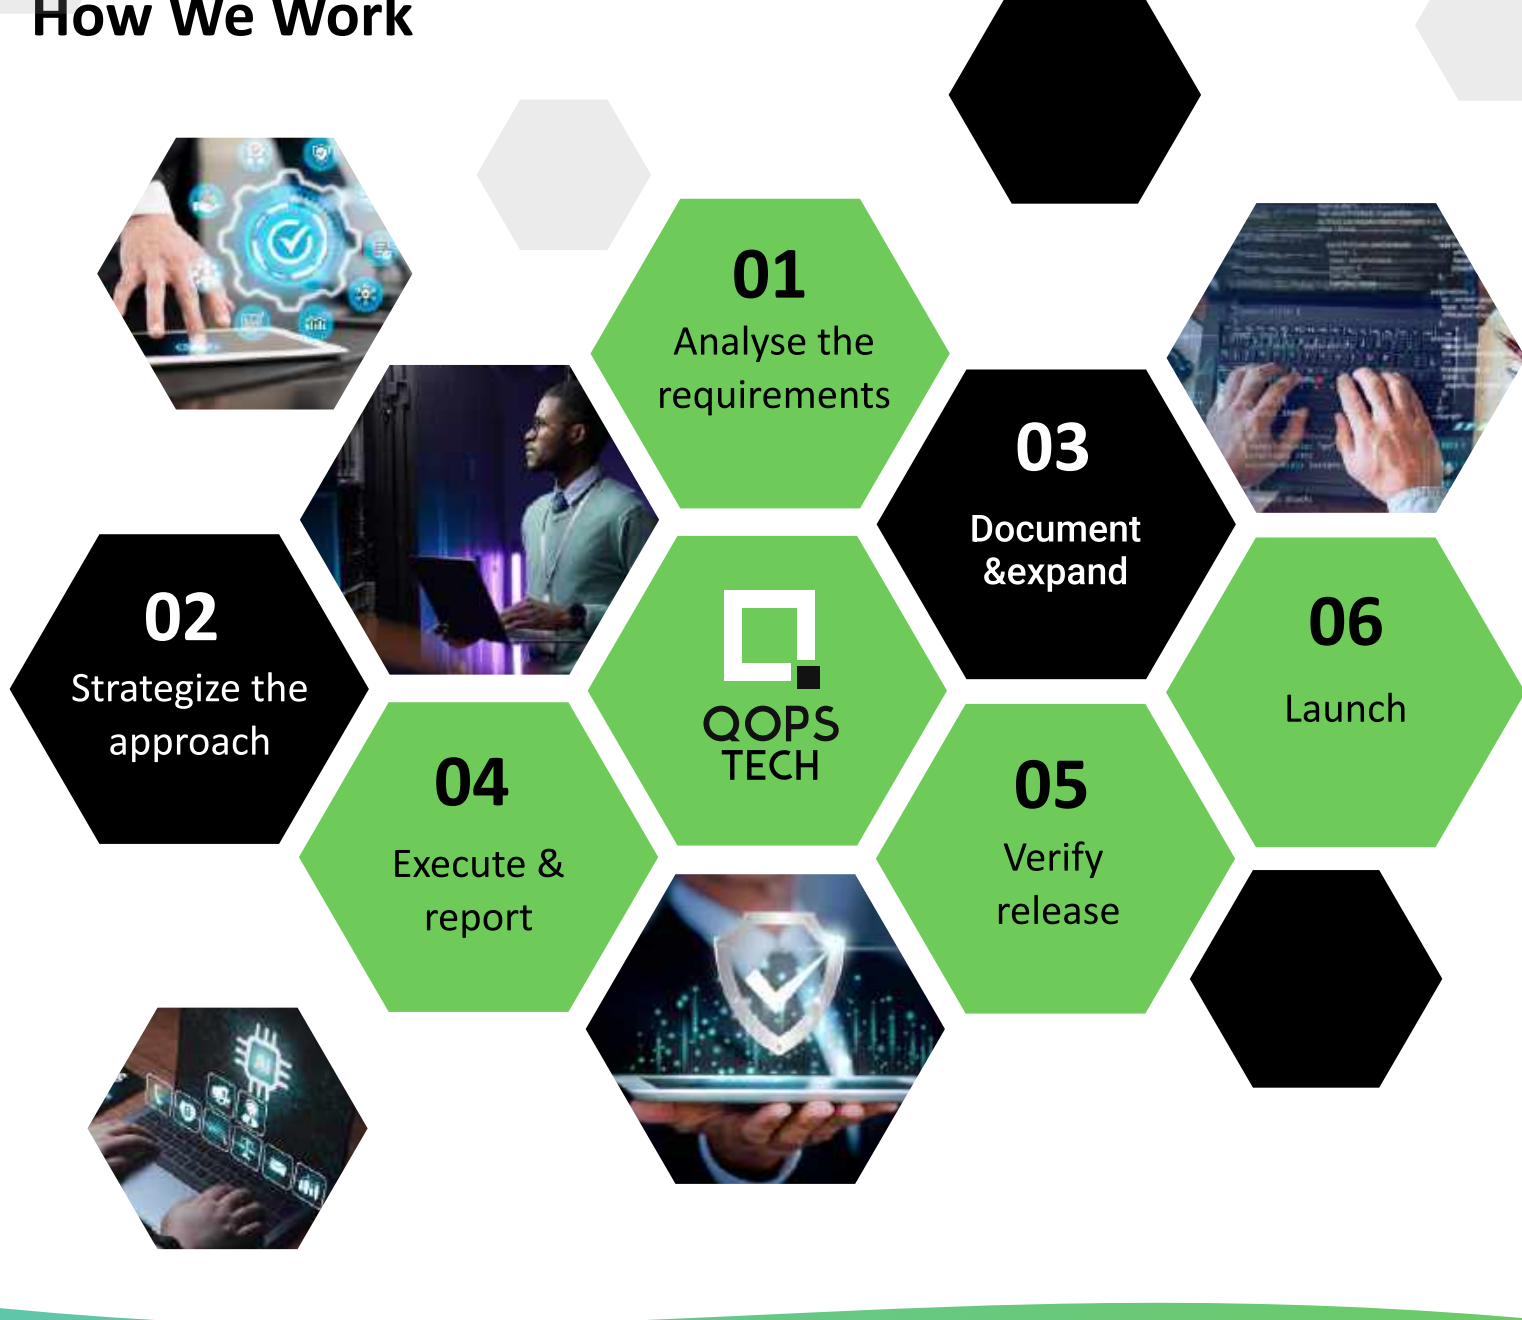 How We Work
01
Analyse the
requirements
02
Strategize the
approach
03
Document
&expand
04
Execute &
report
05
Verify
release
06
Launch
QOPS
TECH
AI